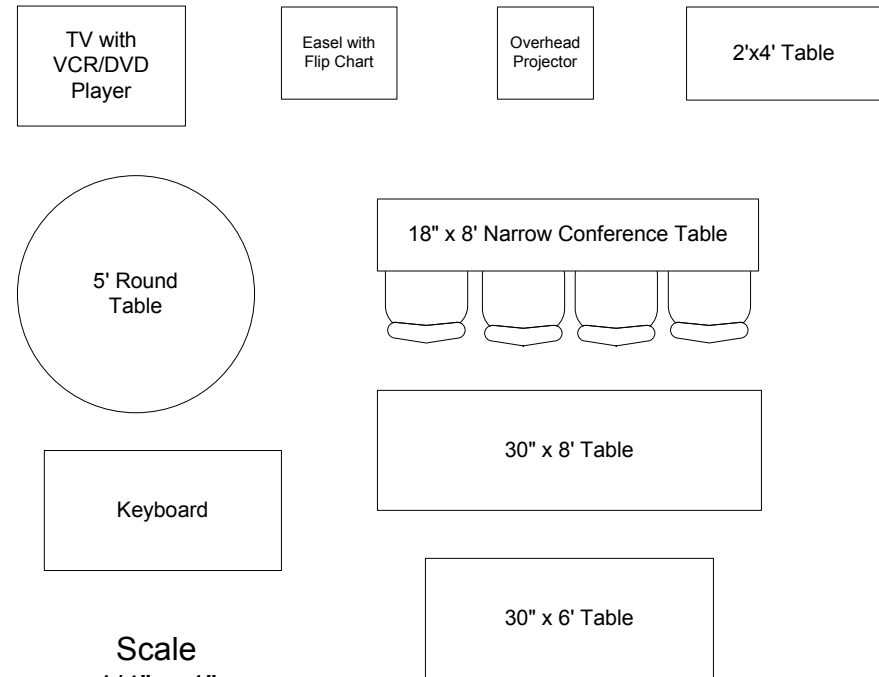 TV with
VCR/DVD
Player
Easel with
Flip Chart
Overhead
Projector
2'x4' Table
18" x 8' Narrow Conference Table
5' Round
Table
30" x 8' Table
Keyboard
30" x 6' Table
Scale